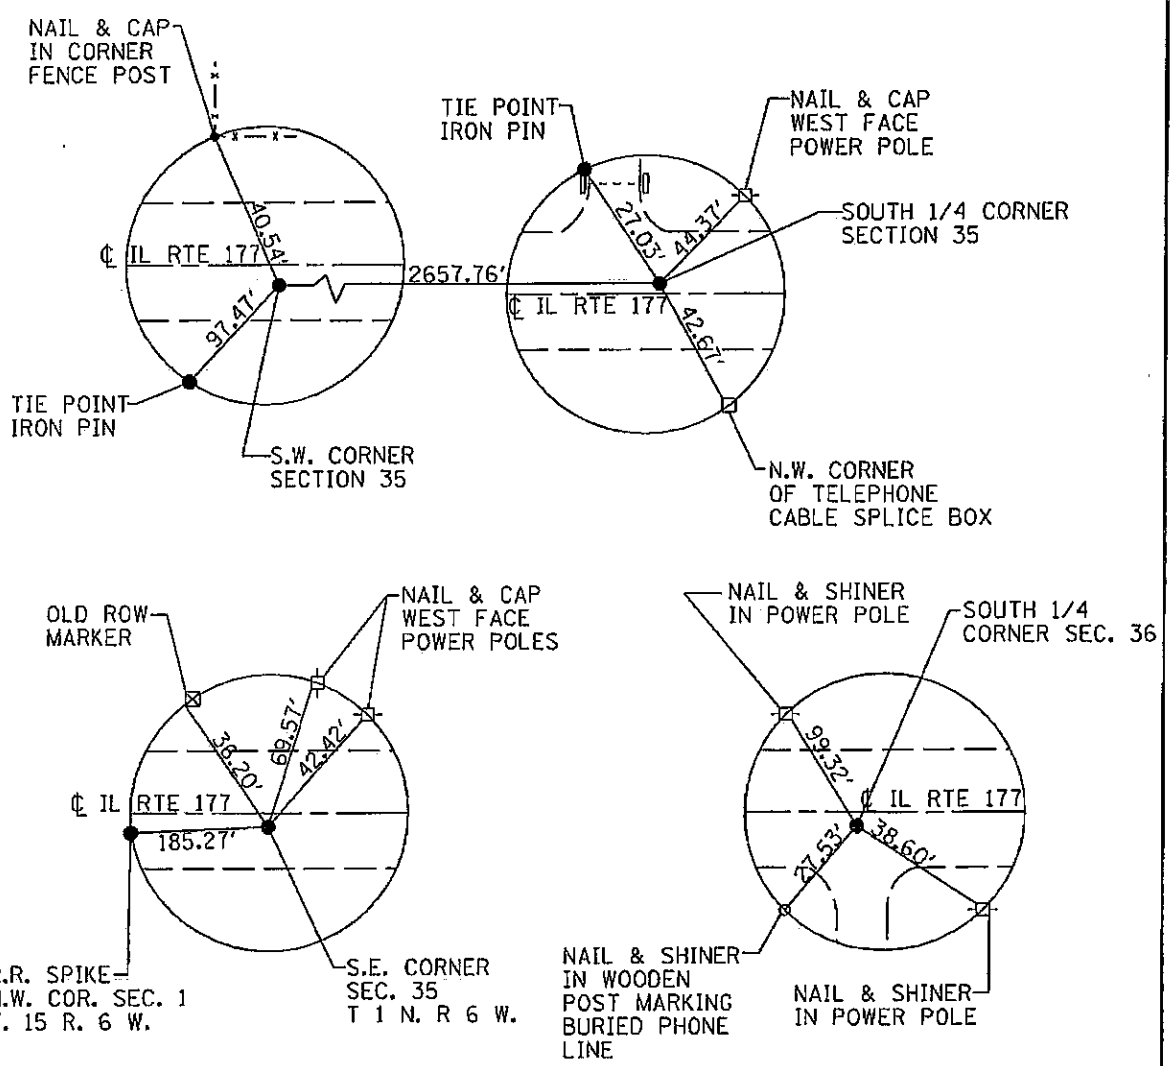 NAIL & CAP
IN CORNER
FENCE POST
TIE POINT
IRON PIN
NAIL & CAP
WEST FACE
POWER POLE
40.54'
27.03'
44.37'
SOUTH 1/4 CORNER
SECTION 35
℄ IL RTE 177
2657.76'
℄ IL RTE 177
97.47'
42.67'
TIE POINT
IRON PIN
S.W. CORNER
SECTION 35
N.W. CORNER
OF TELEPHONE
CABLE SPLICE BOX
OLD ROW
MARKER
NAIL & CAP
WEST FACE
POWER POLES
NAIL & SHINER
IN POWER POLE
SOUTH 1/4
CORNER SEC. 36
36.20'
69.57'
42.42'
99.32'
℄ IL RTE 177
℄ IL RTE 177
185.27'
27.53'
38.60'
.R. SPIKE
.W. COR. SEC. 1
. 15 R. 6 W.
S.E. CORNER
SEC. 35
T 1 N. R 6 W.
NAIL & SHINER
IN WOODEN
POST MARKING
BURIED PHONE
LINE
NAIL & SHINER
IN POWER POLE